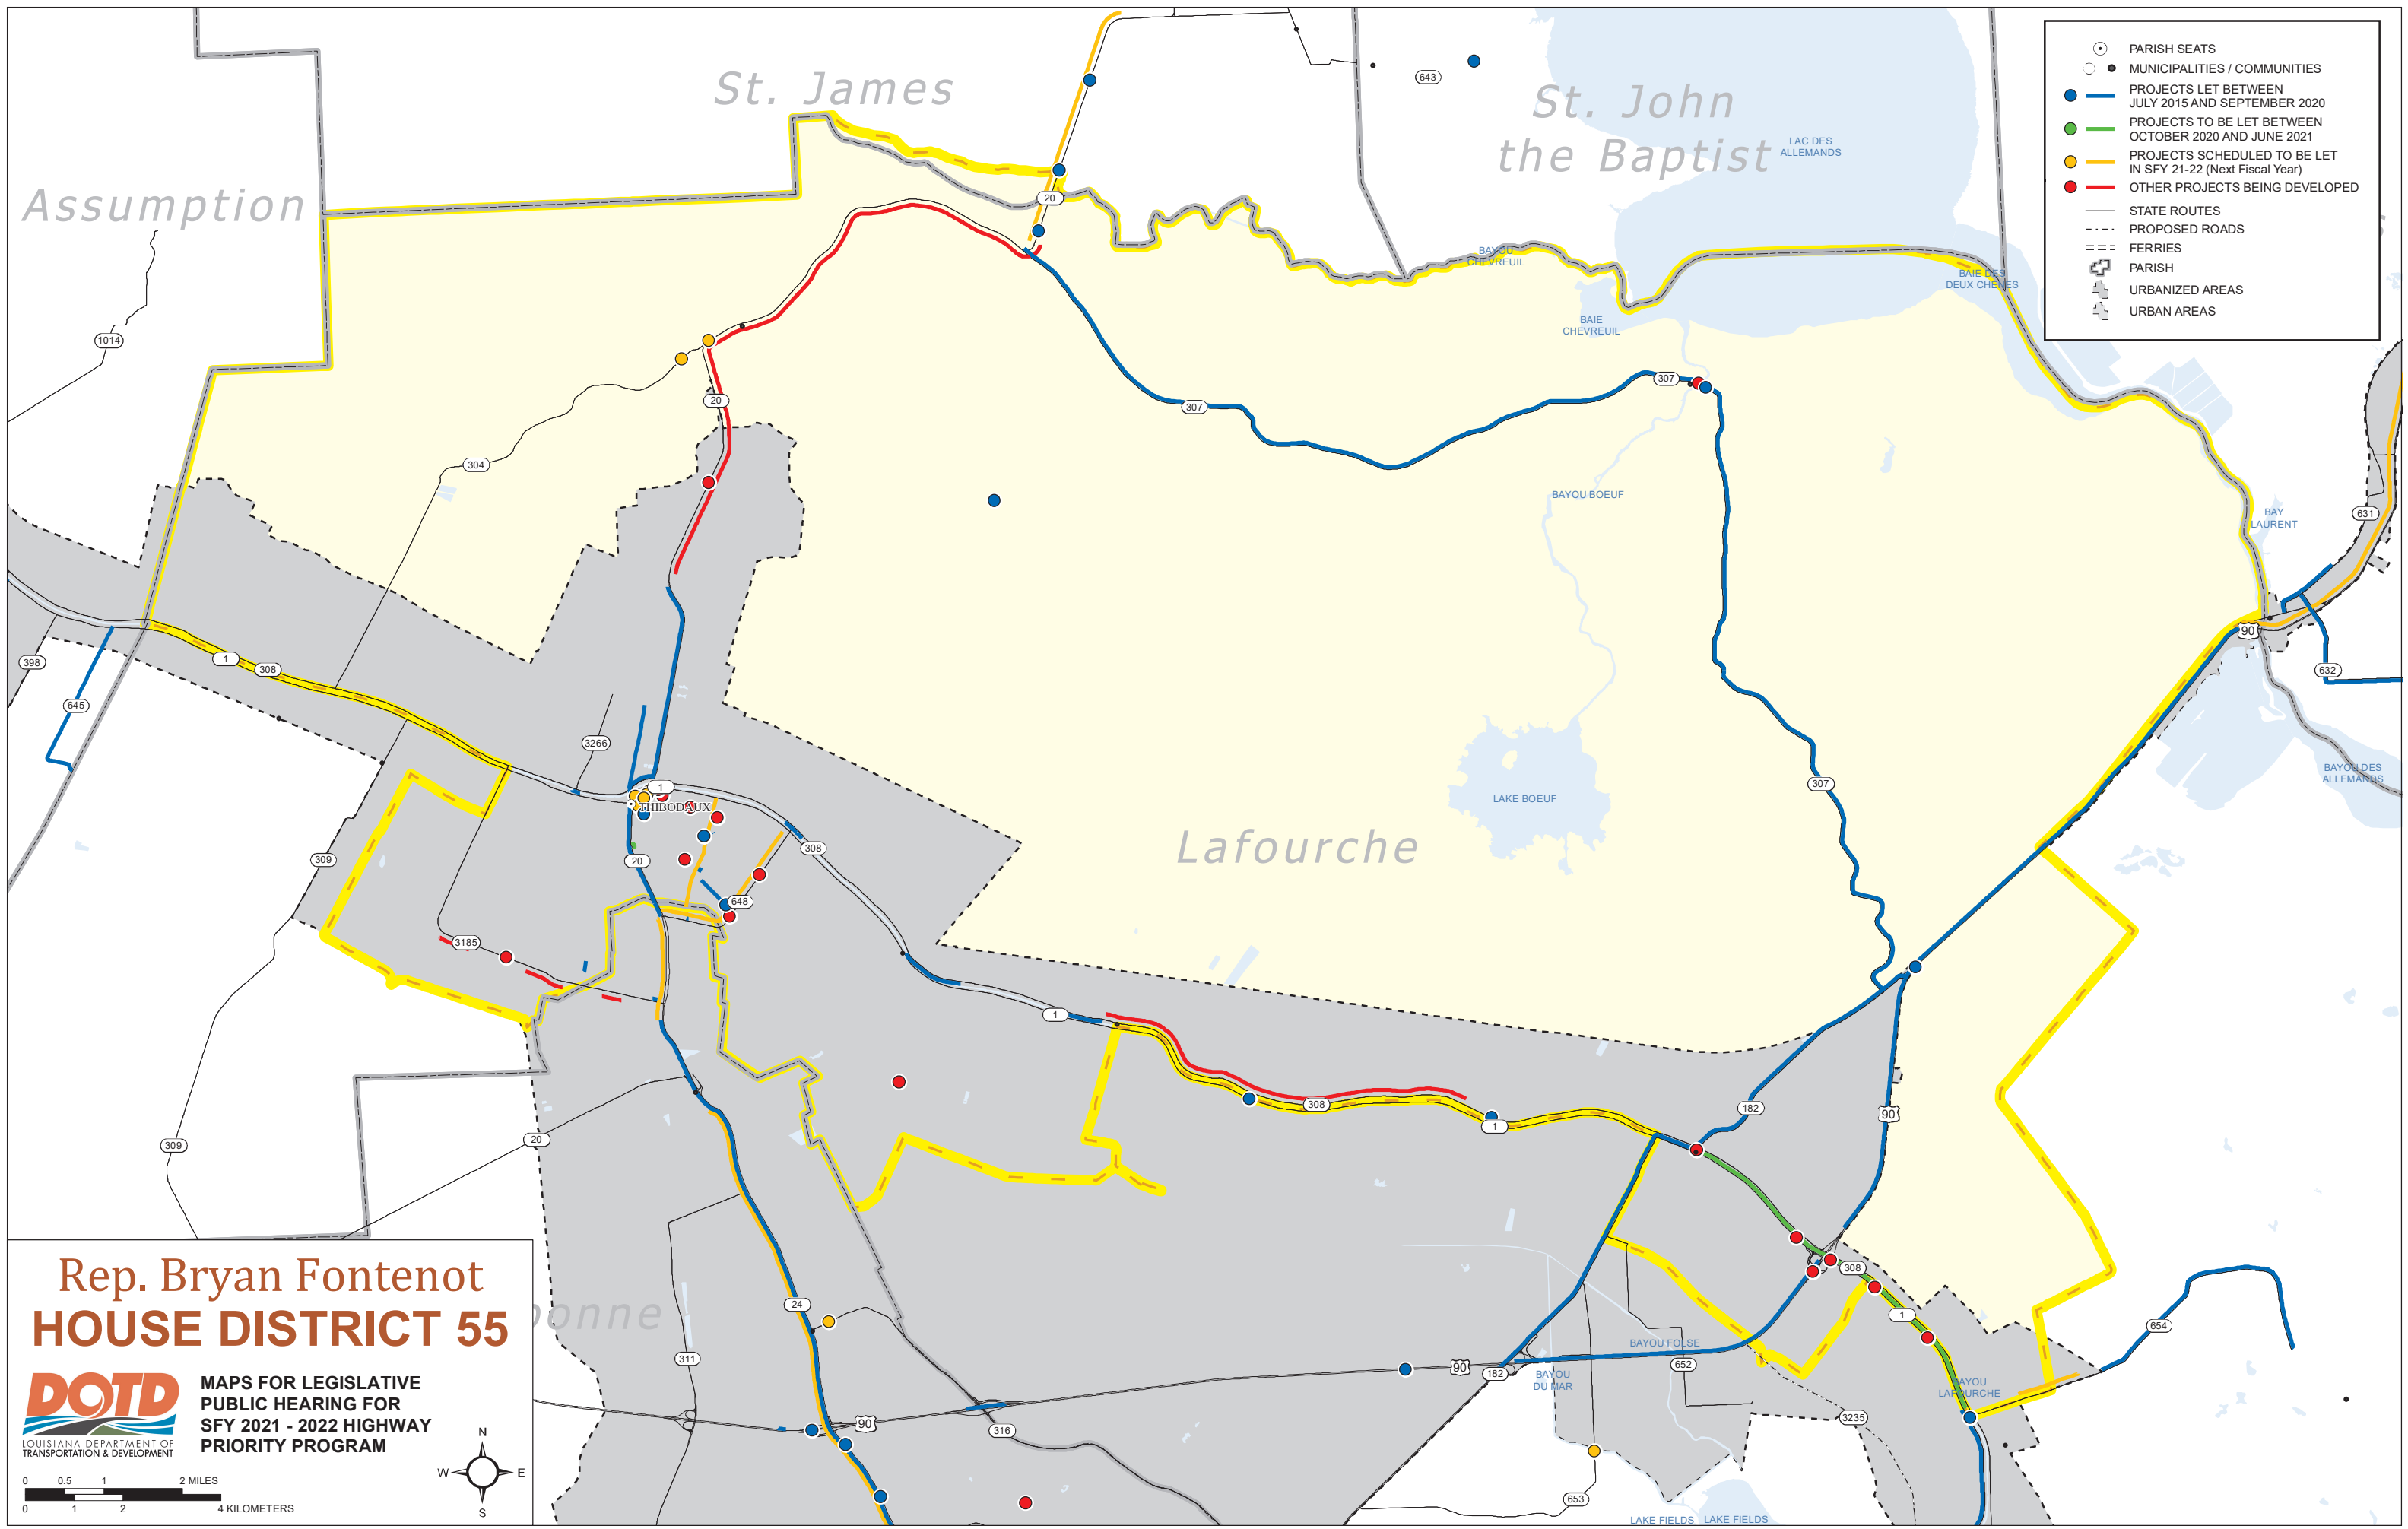 St. James
St. John
the Baptist
Assumption
Lafourche
bonne
THIBODAUX
LAC DES
ALLEMANDS
BAYOU
CHEVREUIL
BAIE DES
DEUX CHENES
BAIE
CHEVREUIL
BAYOU BOEUF
BAY
LAURENT
BAYOU DES
ALLEMANDS
LAKE BOEUF
BAYOU FOLSE
BAYOU
DU MAR
BAYOU
LAFOURCHE
LAKE FIELDS
LAKE FIELDS
643
20
1014
307
307
20
304
631
90
632
398
1
308
645
3266
1
307
308
309
20
648
3185
1
308
182
90
1
309
20
308
1
24
654
311
652
90
182
90
316
3235
653
PARISH SEATS
MUNICIPALITIES / COMMUNITIES
PROJECTS LET BETWEEN
JULY 2015 AND SEPTEMBER 2020
PROJECTS TO BE LET BETWEEN
OCTOBER 2020 AND JUNE 2021
PROJECTS SCHEDULED TO BE LET
IN SFY 21-22 (Next Fiscal Year)
OTHER PROJECTS BEING DEVELOPED
STATE ROUTES
PROPOSED ROADS
FERRIES
PARISH
URBANIZED AREAS
URBAN AREAS
Rep. Bryan Fontenot
HOUSE DISTRICT 55
DOTD
LOUISIANA DEPARTMENT OF
TRANSPORTATION & DEVELOPMENT
MAPS FOR LEGISLATIVE
PUBLIC HEARING FOR
SFY 2021 - 2022 HIGHWAY
PRIORITY PROGRAM
N
W E
S
0 0.5 1 2 MILES
0 1 2 4 KILOMETERS